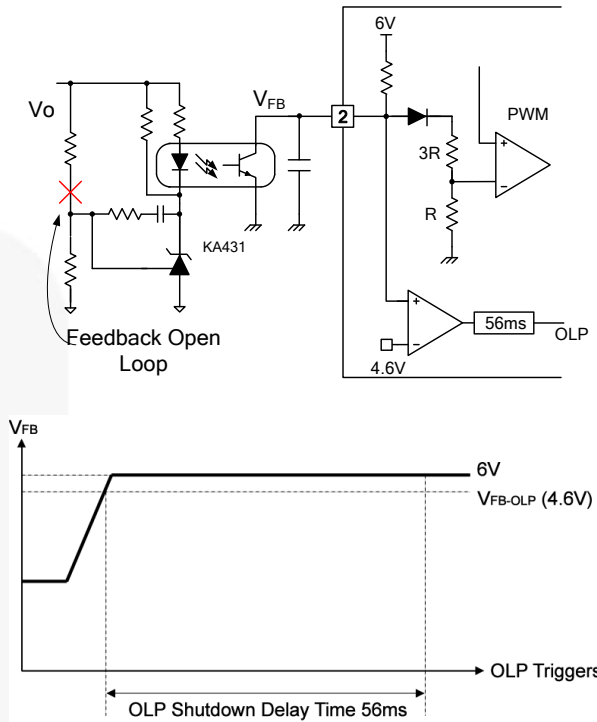 6V
Vo
VFB
2
PWM
+
−
3R
R
KA431
Feedback Open
Loop
+
−
56ms
OLP
4.6V
VFB
6V
VFB-OLP (4.6V)
OLP Triggers
OLP Shutdown Delay Time 56ms